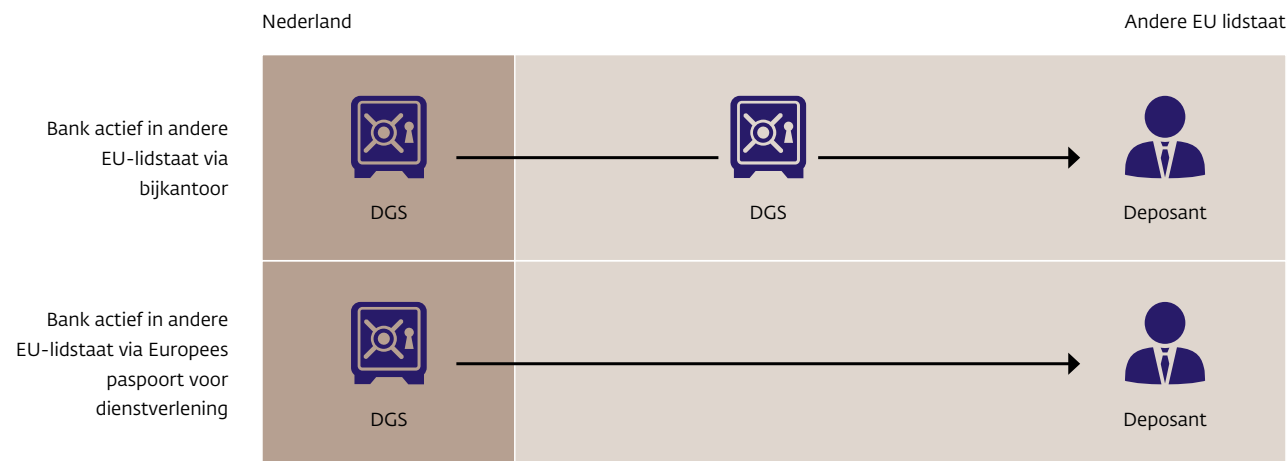 Nederland
Andere EU lidstaat
Bank actief in andere
EU-lidstaat via
bijkantoor
DGS
DGS
Deposant
Bank actief in andere
EU-lidstaat via Europees
paspoort voor
dienstverlening
DGS
Deposant